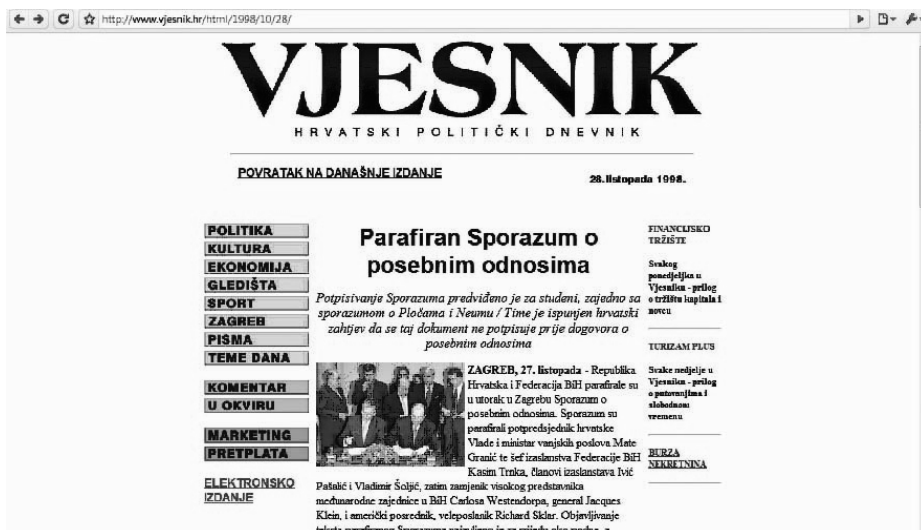 http://www.vjesnik.hr/html/1998/10/28/
VJESNIK
HRVATSKI POLITIČKI DNEVNIK
POVRATAK NA DANAŠNJE IZDANJE
28. listopada 1998.
POLITIKA
KULTURA
EKONOMIJA
GLEDIŠTA
SPORT
ZAGREB
PISMA
TEME DANA
KOMENTAR
U OKVIRU
MARKETING
PRETPLATA
ELEKTRONSKO
IZDANJE
Parafiran Sporazum o
posebnim odnosima
Potpisivanje Sporazuma predviđeno je za studeni, zajedno sa
sporazumom o Pločama i Neumu / Time je ispunjen hrvatski
zahtjev da se taj dokument ne potpisuje prije dogovora o
posebnim odnosima
ZAGREB, 27. listopada - Republika
Hrvatska i Federacija BiH parafirale su
u utorak u Zagrebu Sporazum o
posebnim odnosima. Sporazum su
parafirali potpredsjednik hrvatske
Vlade i ministar vanjskih poslova Mate
Granić te šef izaslanstva Federacije BiH
Kasim Trnka, članovi izaslanstava Ivić
Pašalić i Vladimir Šoljić, zatim zamjenik visokog predstavnika
međunarodne zajednice u BiH Carlosa Westendorpa, general Jacques
Klein, i američki posrednik, veleposlanik Richard Sklar. Objavljivanje
FINANCIJSKO
TRŽIŠTE
Svakog
ponedjeljka u
Vjesniku - prilog
o tržištu kapitala i
novcu
TURIZAM PLUS
Svake nedjelje u
Vjesniku - prilog
o putovanjima i
slobodnom
vremenu
BURZA
NEKRETNINA